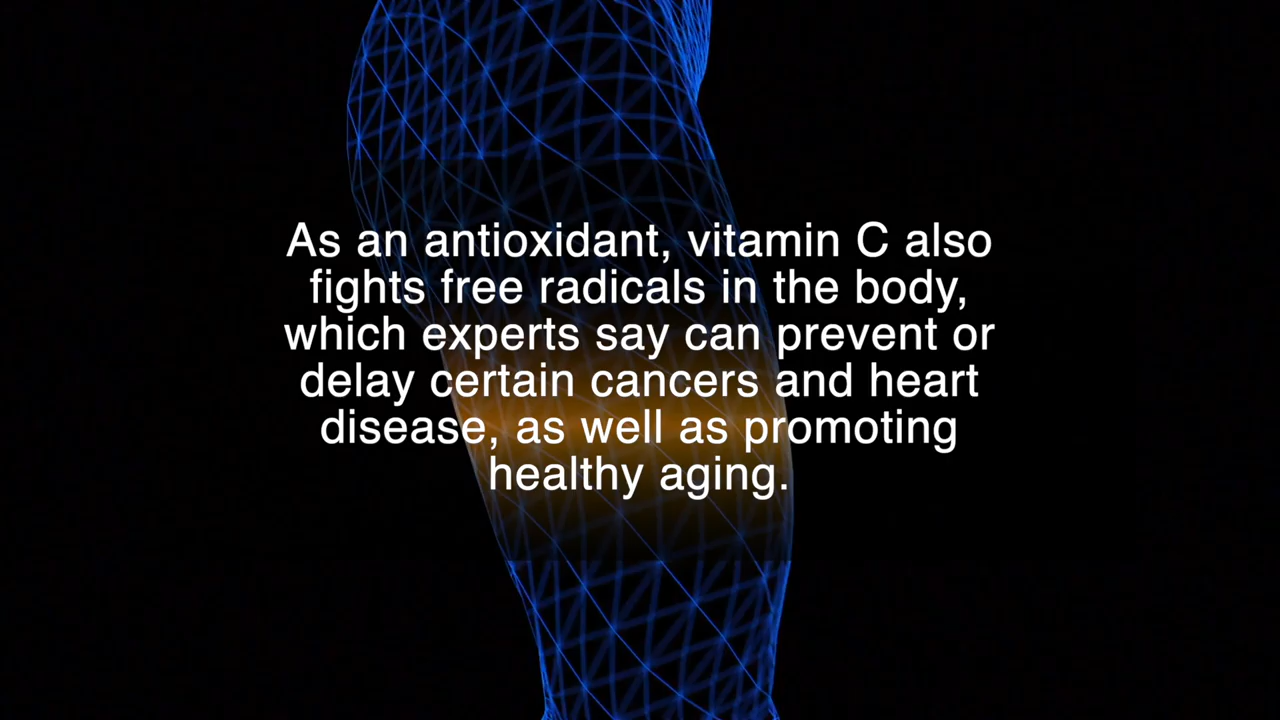 As an antioxidant, vitamin C also
fights free radicals in the body,
which experts say can prevent or
delay certain cancers and heart
disease, as well as promoting
healthy aging.